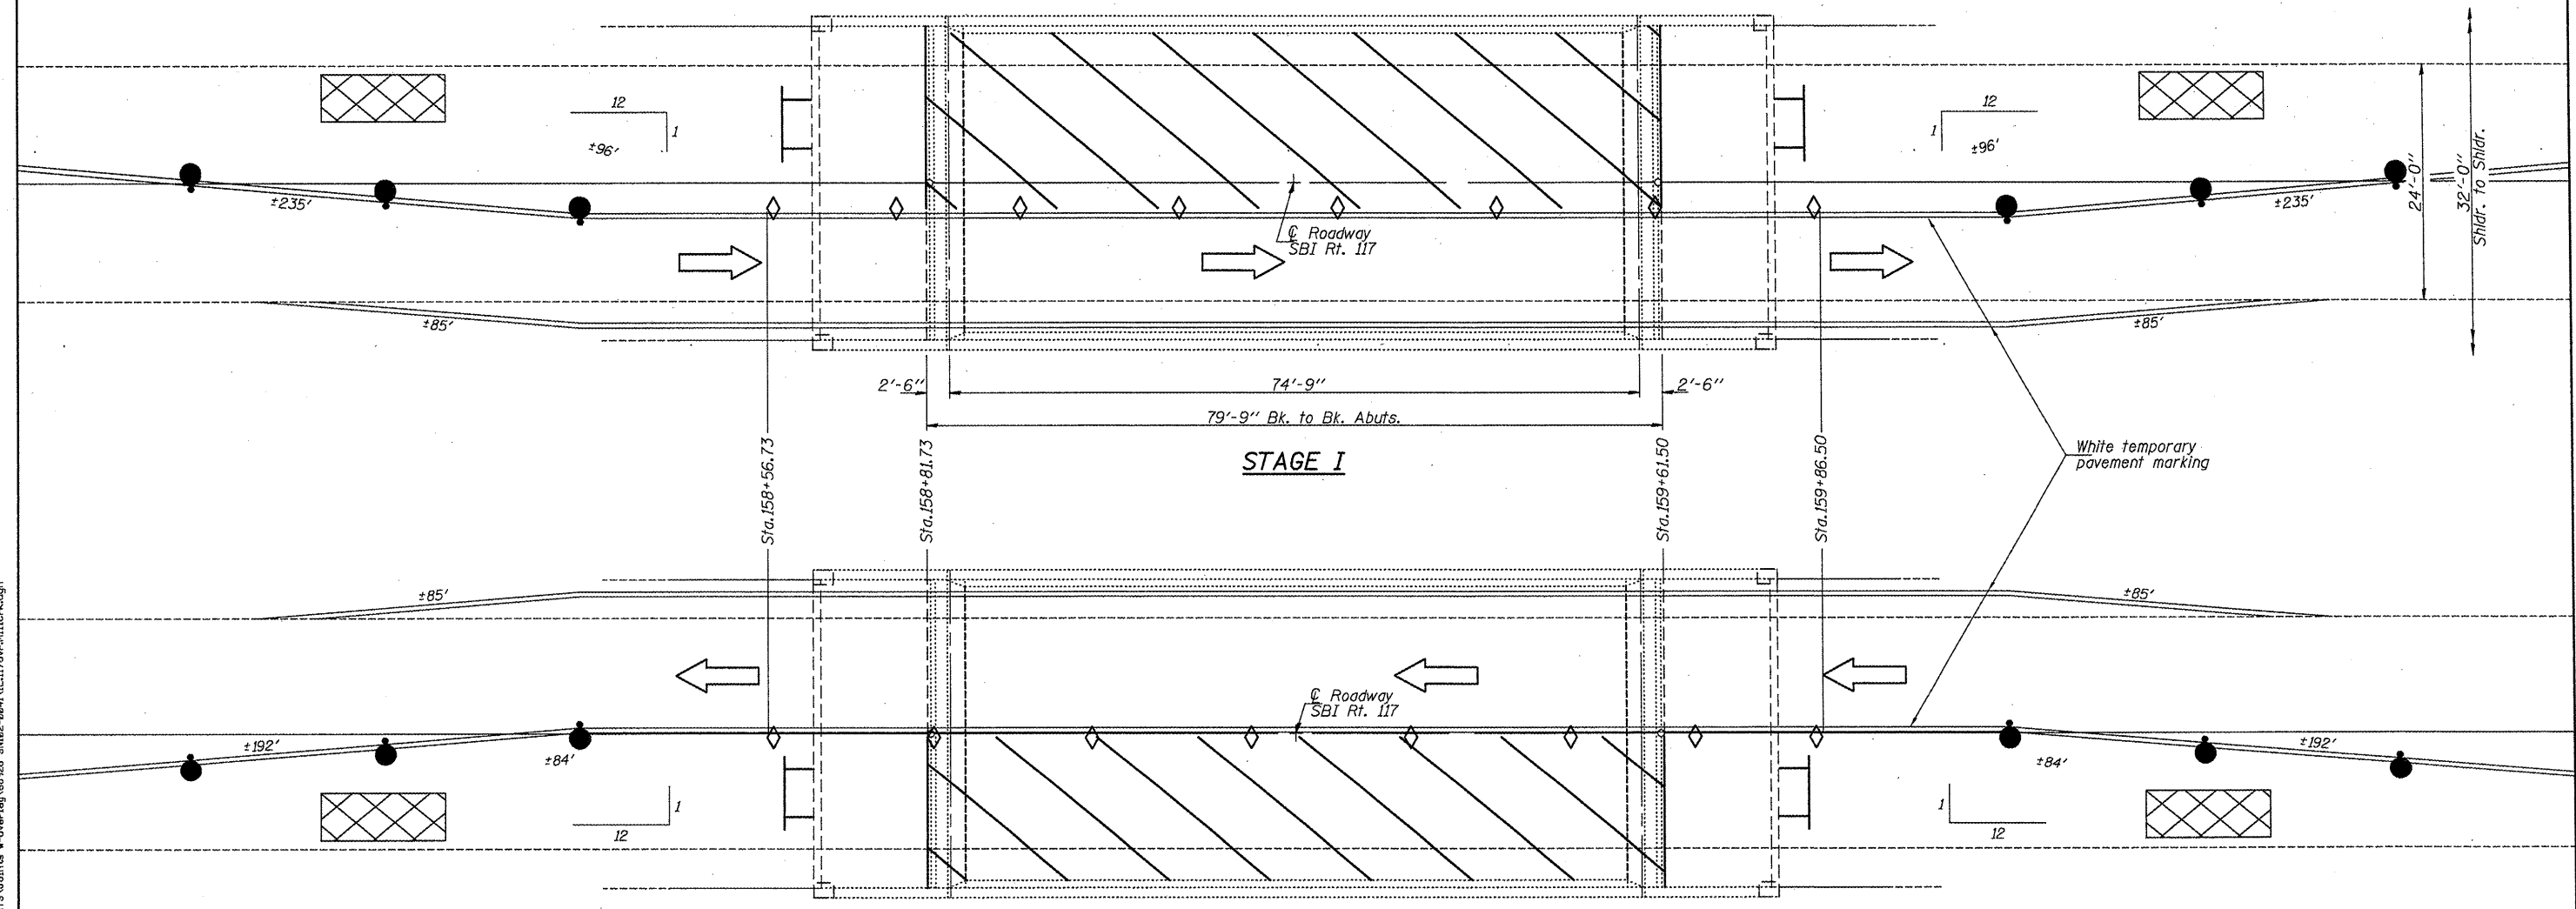 12
1
±96'
±235'
±85'
℄ Roadway
SBI Rt. 117
12
1
±96'
±235'
±85'
24'-0"
32'-0"
Shldr. to Shldr.
2'-6"
74'-9"
2'-6"
79'-9" Bk. to Bk. Abuts.
STAGE I
Sta.158+56.73
Sta.158+81.73
Sta.159+61.50
Sta.159+86.50
White temporary
pavement marking
±85'
±85'
℄ Roadway
SBI Rt. 117
±192'
±84'
1
12
±84'
±192'
1
12